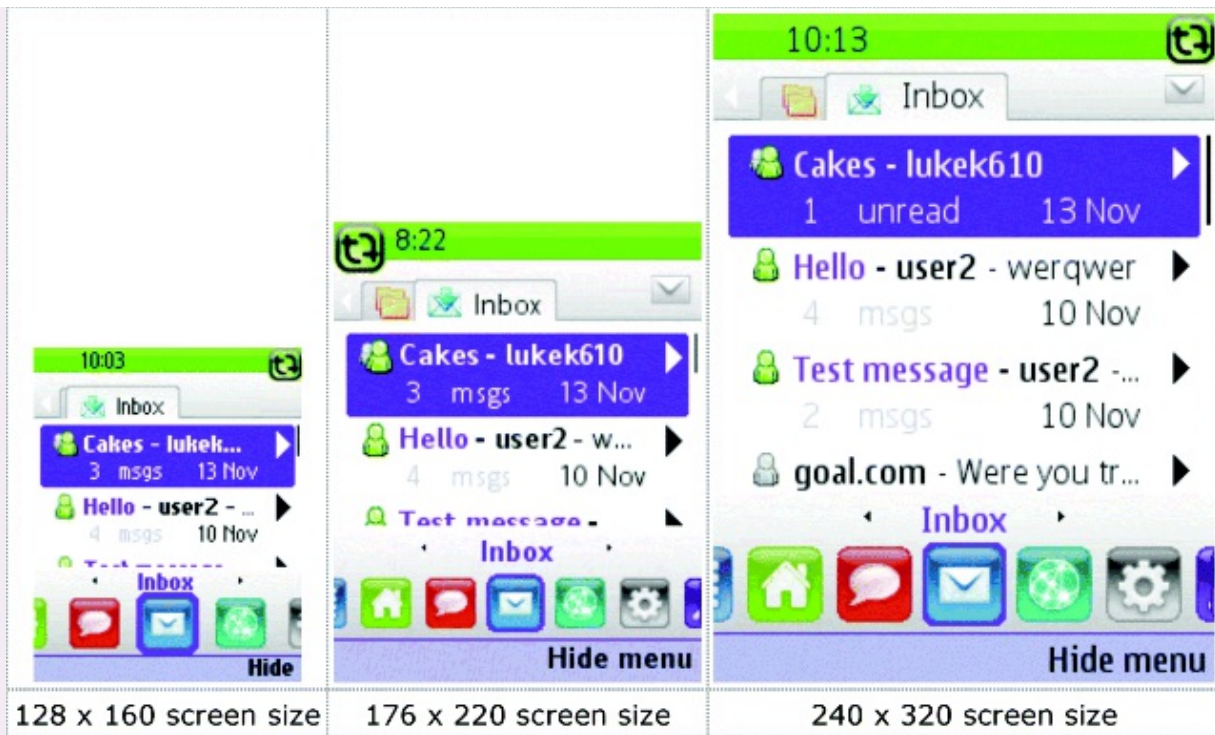 10:03
Inbox
Cakes - lukek...
3 msgs 13 Nov
Hello - user2 - ...
4 msgs 10 Nov
Test message
Inbox
Hide
128 x 160 screen size
8:22
Inbox
Cakes - lukek610
3 msgs 13 Nov
Hello - user2 - w...
4 msgs 10 Nov
Test message -
Inbox
Hide menu
176 x 220 screen size
10:13
Inbox
Cakes - lukek610
1 unread 13 Nov
Hello - user2 - werqwer
4 msgs 10 Nov
Test message - user2 -...
2 msgs 10 Nov
goal.com - Were you tr...
Inbox
Hide menu
240 x 320 screen size